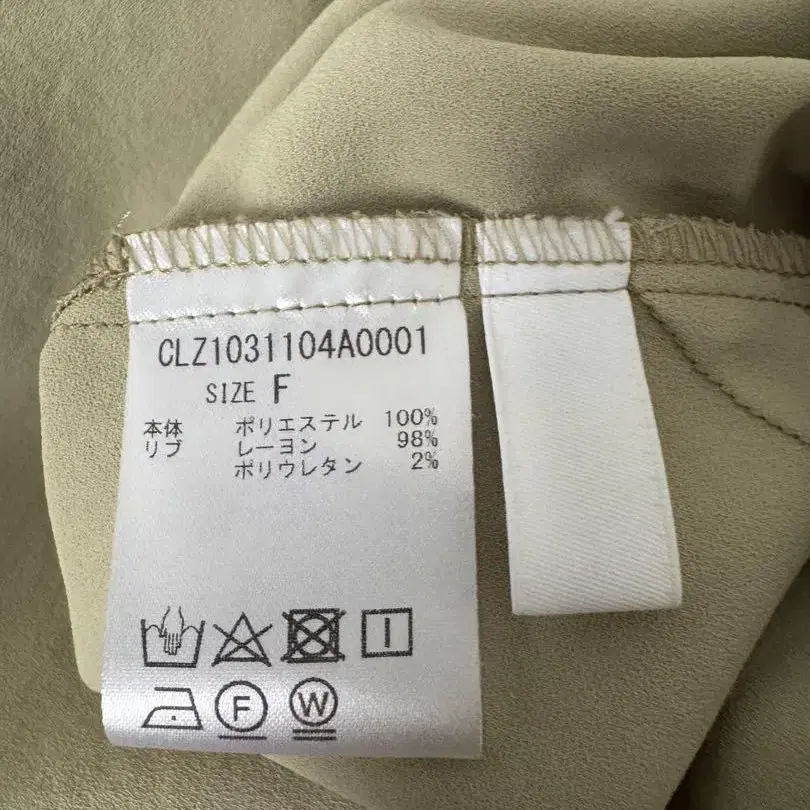 CLZ1031104A0001
SIZE F
本体 ポリエステル 100%
リブ レーヨン 98%
ポリウレタン 2%
F W